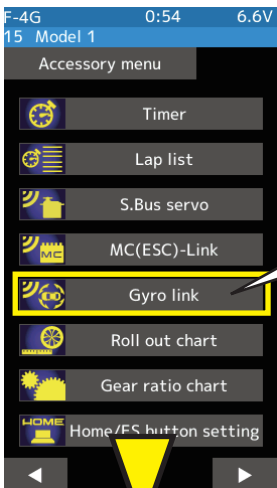 F-4G 0:54 6.6V
15 Model 1
Accessory menu
Timer
Lap list
S.Bus servo
MC
MC(ESC)-Link
Gyro link
Roll out chart
Gear ratio chart
HOME
Home/FS button setting